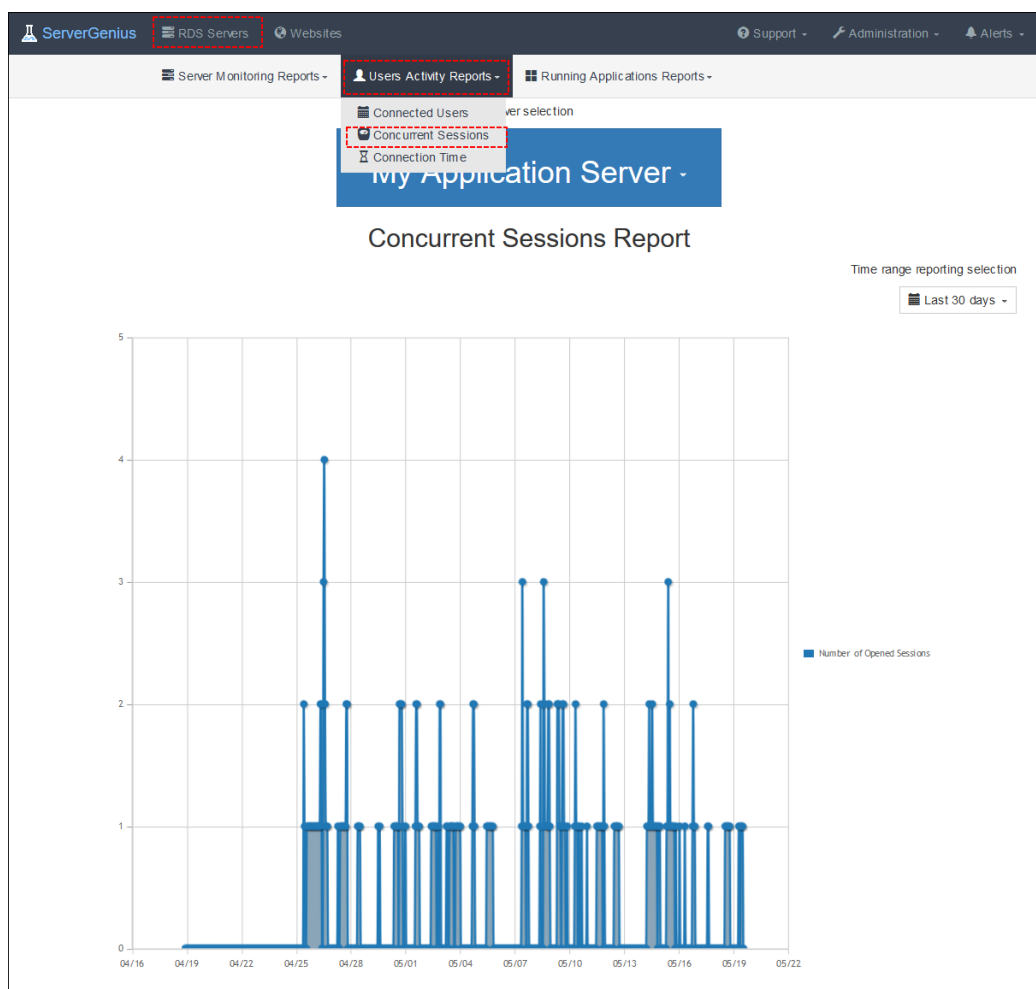 ServerGenius RDS Servers Websites Support Administration Alerts
Server Monitoring Reports Users Activity Reports Running Applications Reports
Connected Users
ver selection
Concurrent Sessions
Connection Time
My Application Server
Concurrent Sessions Report
Time range reporting selection
Last 30 days
5
4
3
2
1
0
Number of Opened Sessions
04/16 04/19 04/22 04/25 04/28 05/01 05/04 05/07 05/10 05/13 05/16 05/19 05/22